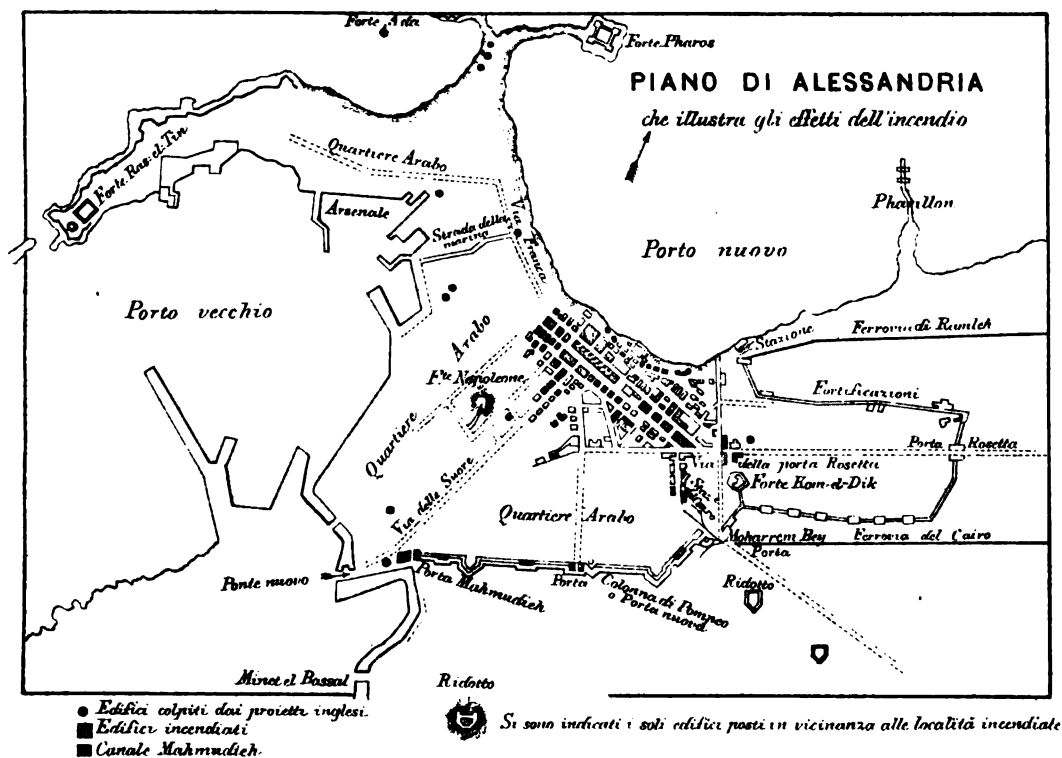 Forte Ada
Forte Pharos
PIANO DI ALESSANDRIA
che illustra gli effetti dell'incendio
Forte Ras-el-Tin
Quartiere Arabo
Arsenale
Strada della
marina
Via Franca
Porto nuovo
Pharillon
Porto vecchio
Stazione
Ferrovia di Ramleh
Quartiere Arabo
Fte Napoleone
Fortificazioni
Porta Rosetta
Via della porta Rosetta
Forte Kom-el-Dik
Via delle Suore
Quartiere Arabo
Moharrem Bey
Porta
Ferrovia del Cairo
Ponte nuovo
Porta Mahmudieh
Porta
Colonna di Pompeo
o Porta nuova
Ridotto
Minet el Bassal
Ridotto
Edifici colpiti dai proietti inglesi
Edifici incendiati
Canale Mahmudieh
Si sono indicati i soli edifici posti in vicinanza alle località incendiate